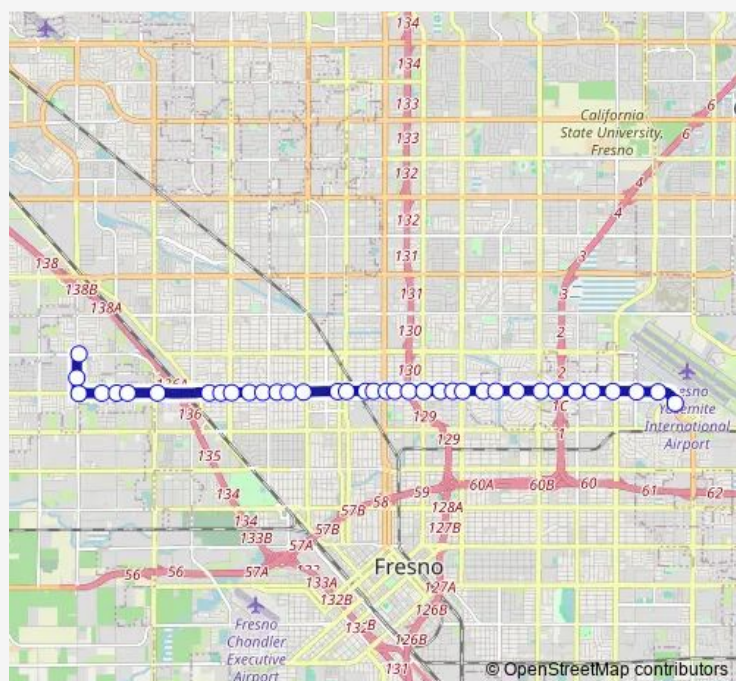 134
134
133
133
132
132
131
131
130
130
129
129
California
State University,
Fresno
6
6
4
4
3
3
2
2
1C
1
138
138B
138A
136
135
134
134
133B
57A
57B
57B
58
59
60A
60B
60
61
62
128A
127B
127A
126B
126B
131
132B
133A
56
56
57A
Fresno
Yosemite
International
Airport
Fresno
Fresno
Chandler
Executive
Airport
© OpenStreetMap contributors